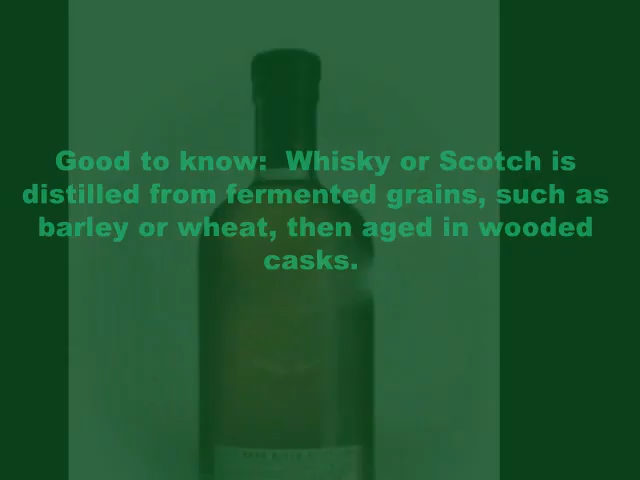 Good to know:  Whisky or Scotch is
distilled from fermented grains, such as
barley or wheat, then aged in wooded
casks.